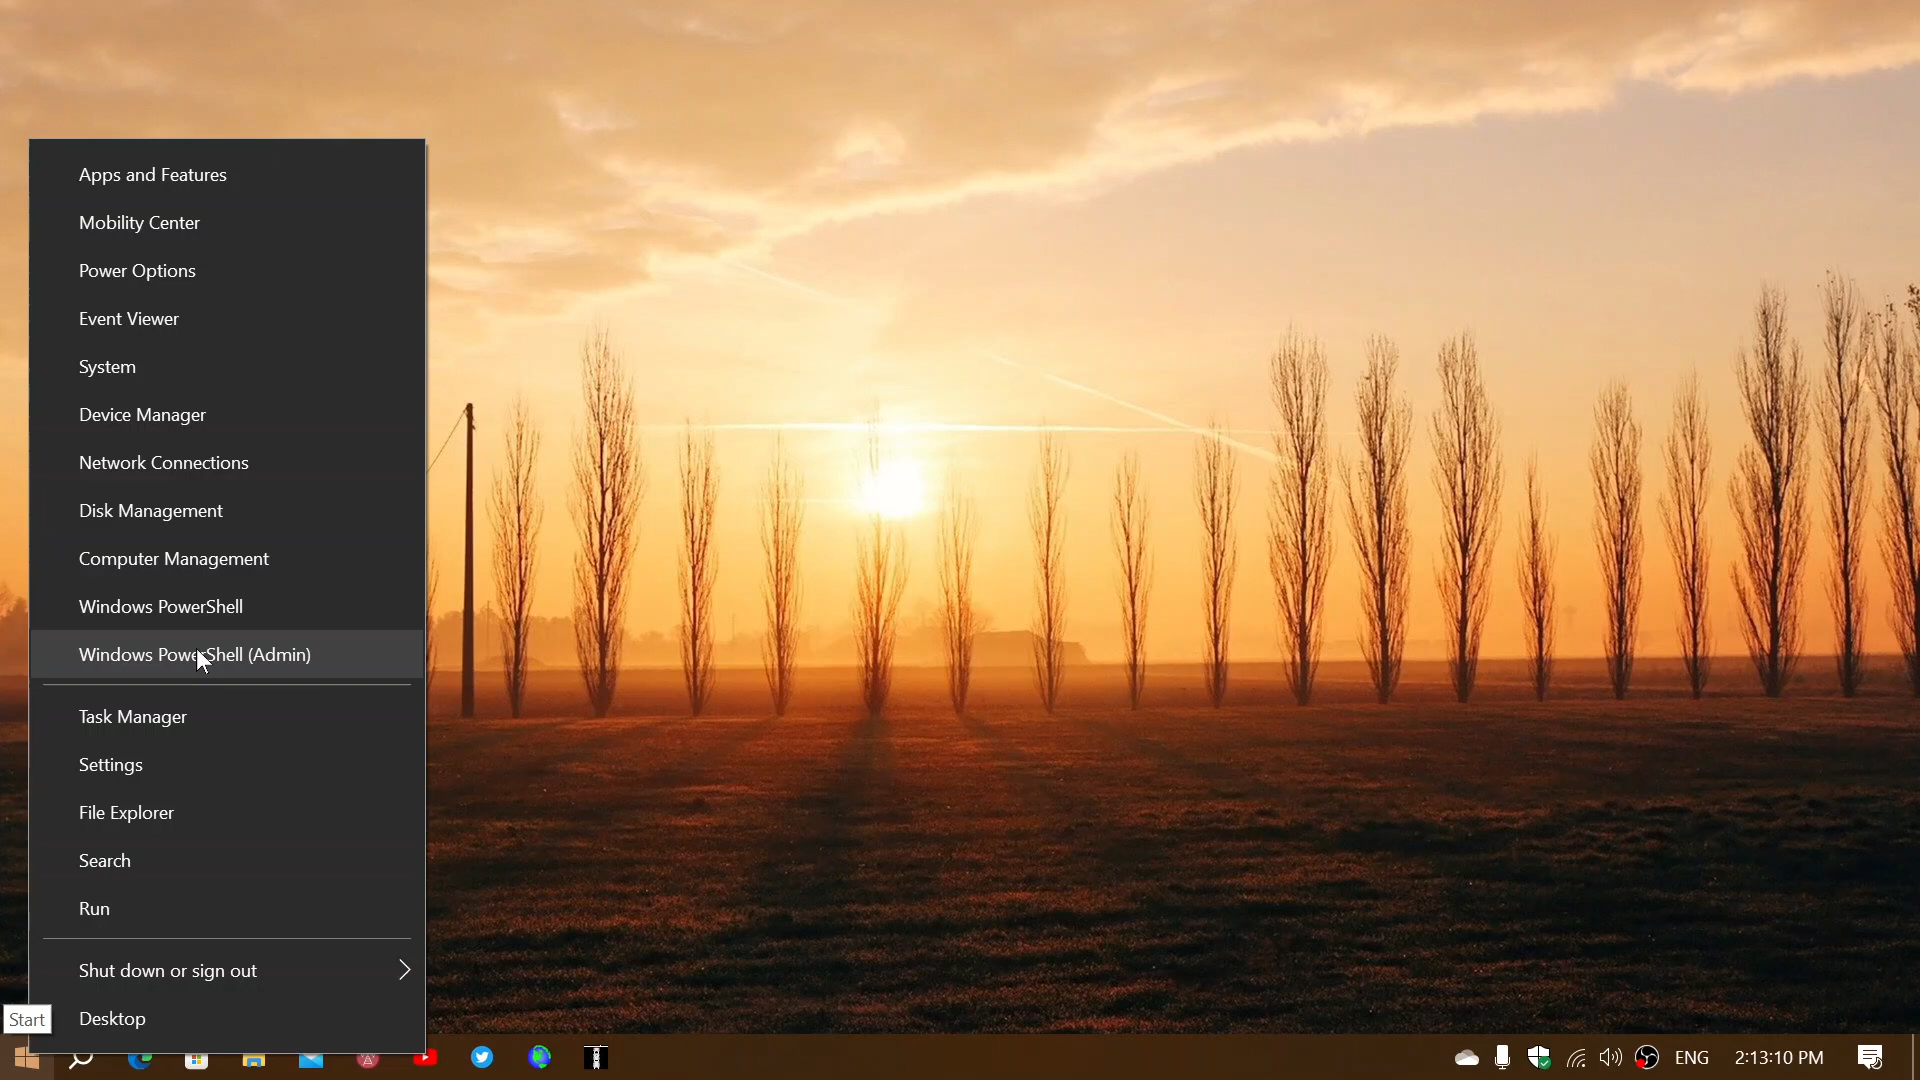 Apps and Features
Mobility Center
Power Options
Event Viewer
System
Device Manager
Network Connections
Disk Management
Computer Management
Windows PowerShell
Windows PowerShell (Admin)
Task Manager
Settings
File Explorer
Search
Run
Shut down or sign out
Desktop
Start
ENG
2:13:10 PM